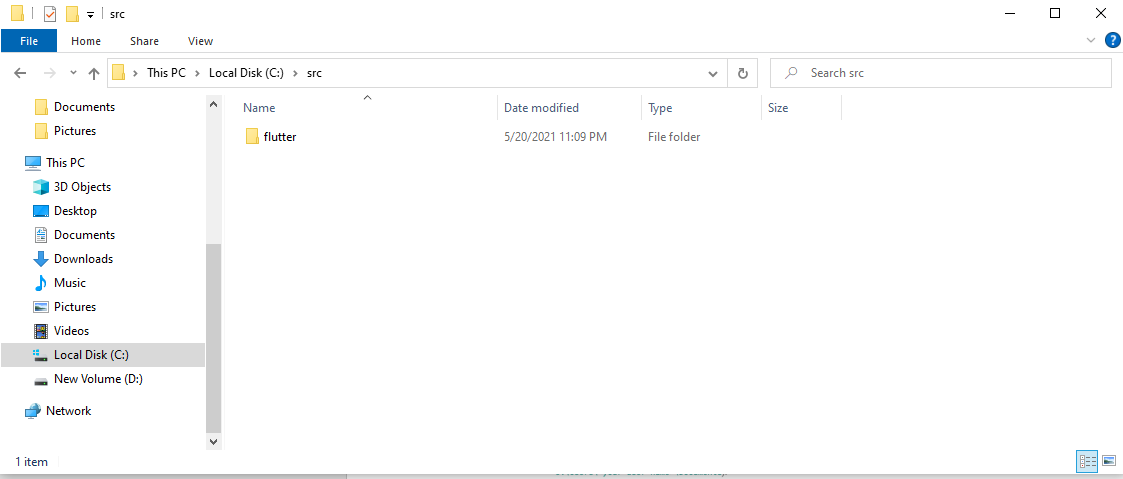 src
File Home Share View
This PC Local Disk (C:) src
Search src
Documents
Pictures
This PC
3D Objects
Desktop
Documents
Downloads
Music
Pictures
Videos
Local Disk (C:)
New Volume (D:)
Network
Name Date modified Type Size
flutter 5/20/2021 11:09 PM File folder
1 item